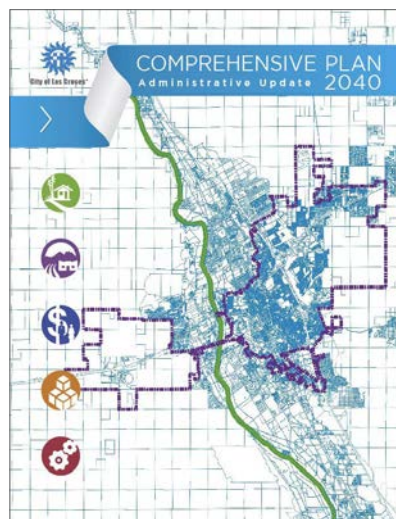 COMPREHENSIVE PLAN
Administrative Update 2040
City of Las Cruces